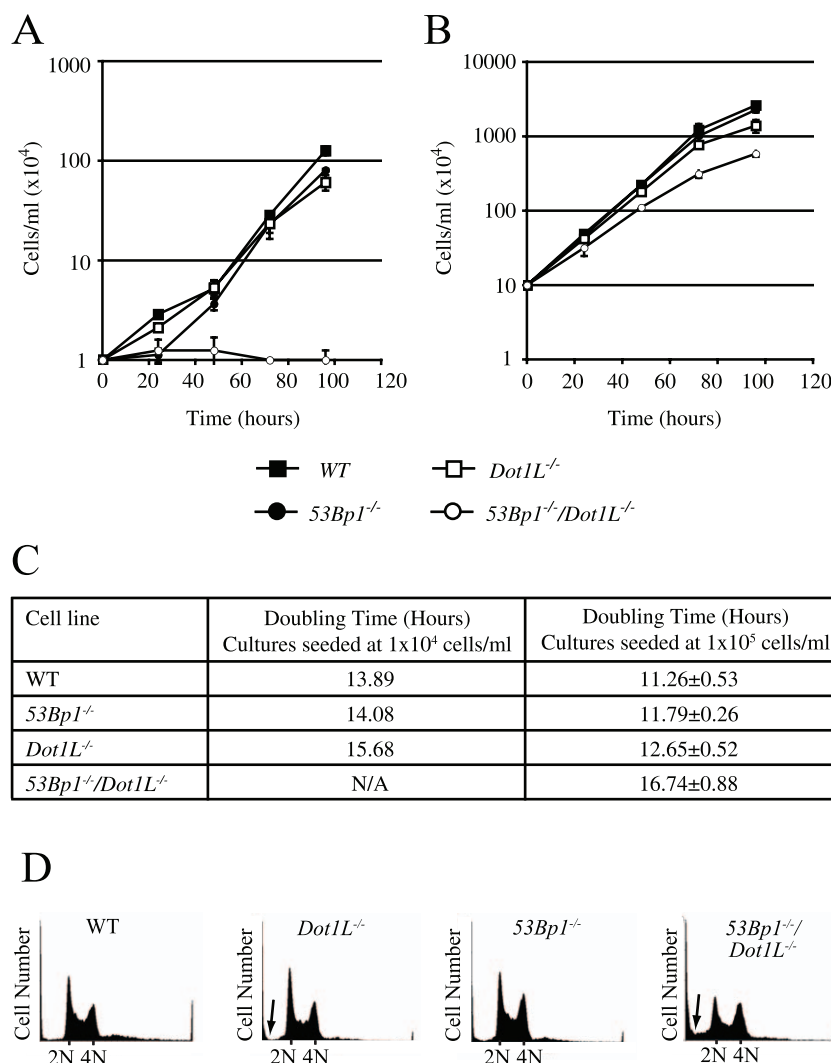 A
1000
100
10
1
Cells/ml (x10⁴)
0 20 40 60 80 100 120
Time (hours)
B
10000
1000
100
10
1
Cells/ml (x10⁴)
0 20 40 60 80 100 120
Time (hours)
WT
Dot1L⁻/⁻
53Bp1⁻/⁻
53Bp1⁻/⁻/Dot1L⁻/⁻
C
Cell line
Doubling Time (Hours)
Cultures seeded at 1x10⁴ cells/ml
Doubling Time (Hours)
Cultures seeded at 1x10⁵ cells/ml
WT 13.89 11.26±0.53
53Bp1⁻/⁻ 14.08 11.79±0.26
Dot1L⁻/⁻ 15.68 12.65±0.52
53Bp1⁻/⁻/Dot1L⁻/⁻ N/A 16.74±0.88
D
Cell Number
WT
2N 4N
Cell Number
Dot1L⁻/⁻
2N 4N
Cell Number
53Bp1⁻/⁻
2N 4N
Cell Number
53Bp1⁻/⁻/
Dot1L⁻/⁻
2N 4N